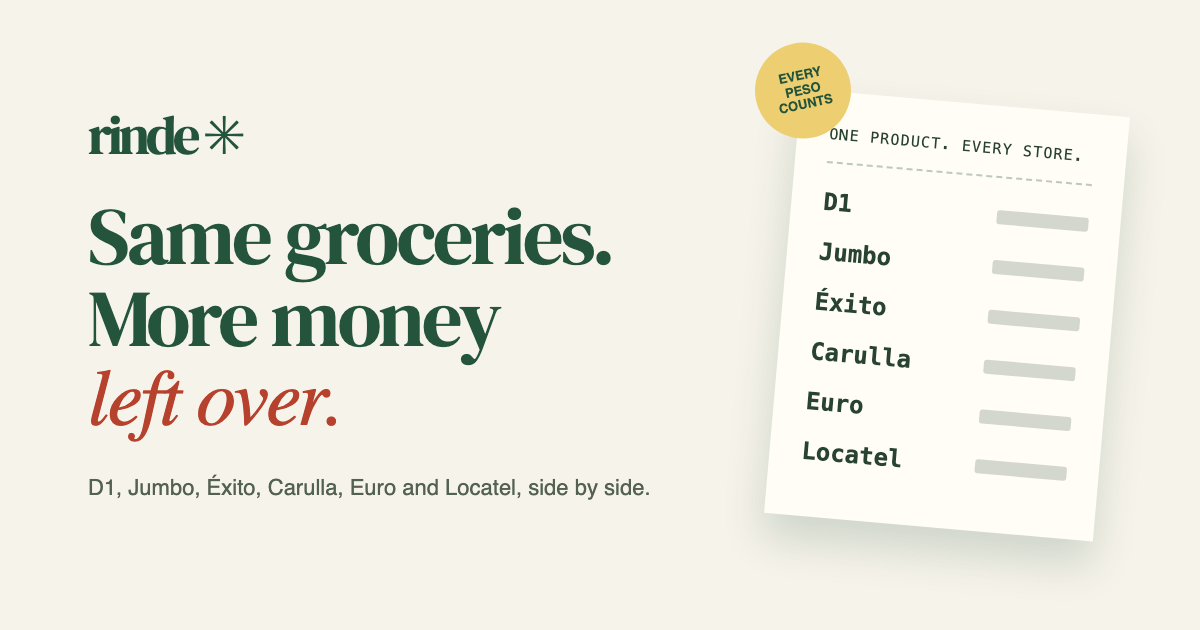 rinde
Same groceries.
More money
left over.
D1, Jumbo, Éxito, Carulla, Euro and Locatel, side by side.
EVERY
PESO
COUNTS
ONE PRODUCT. EVERY STORE.
D1
Jumbo
Éxito
Carulla
Euro
Locatel